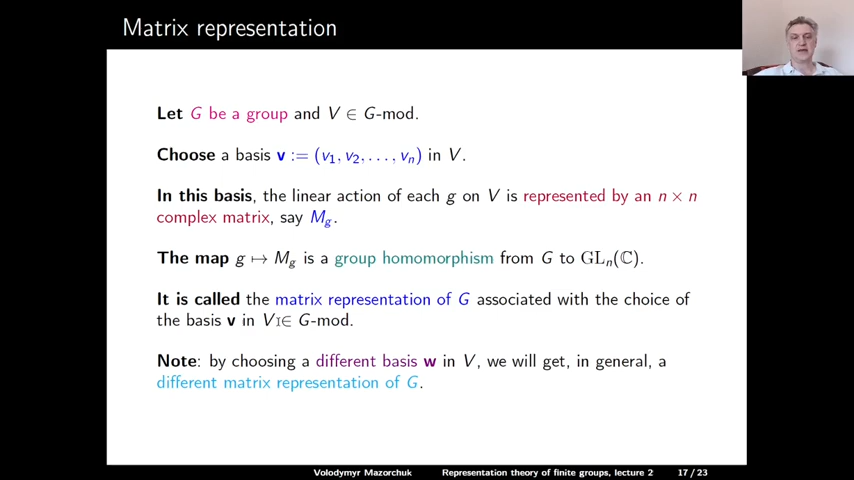 Matrix representation
Let G be a group and V ∈ G-mod.
Choose a basis v := (v₁, v₂, . . . , vₙ) in V.
In this basis, the linear action of each g on V is represented by an n × n
complex matrix, say M_g.
The map g ↦ M_g is a group homomorphism from G to GLₙ(ℂ).
It is called the matrix representation of G associated with the choice of
the basis v in V ∈ G-mod.
Note: by choosing a different basis w in V, we will get, in general, a
different matrix representation of G.
Volodymyr Mazorchuk Representation theory of finite groups, lecture 2 17 / 23